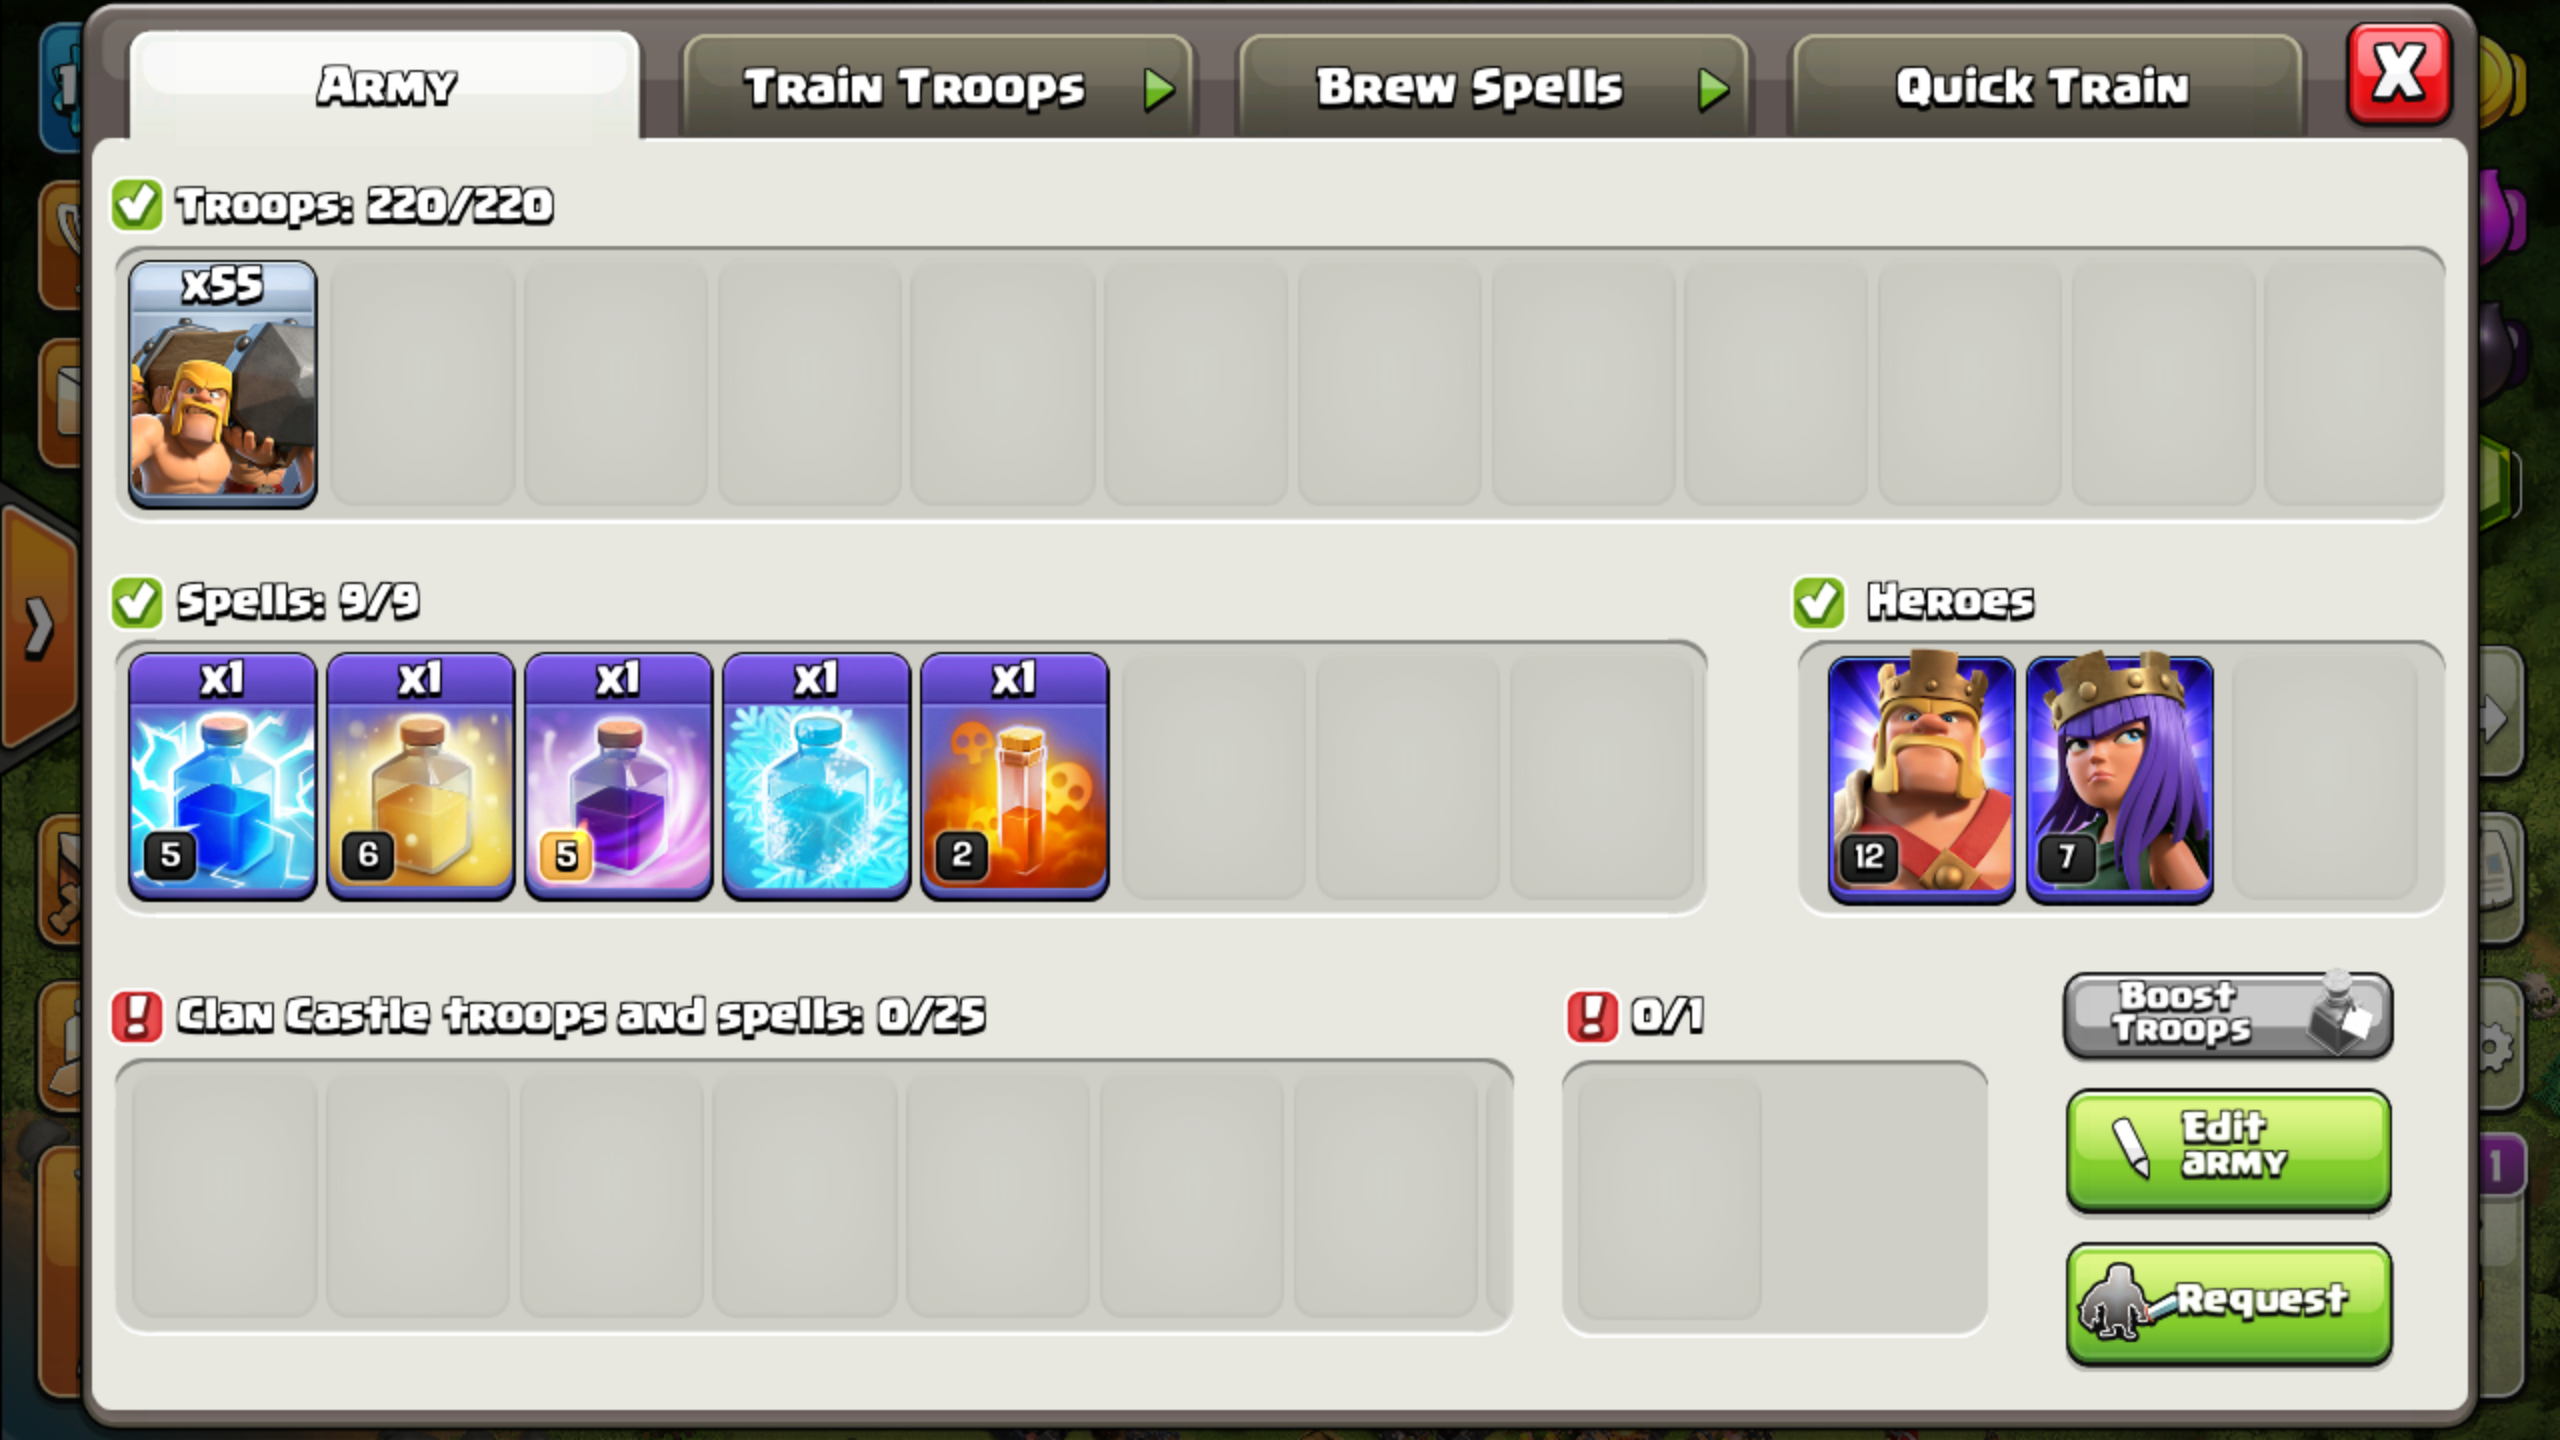 Army
Train Troops
Brew Spells
Quick Train
X
Troops: 220/220
x55
Spells: 9/9
Heroes
x1
x1
x1
x1
x1
5
6
5
2
12
7
Clan Castle troops and spells: 0/25
0/1
Boost
Troops
Edit
army
Request
1